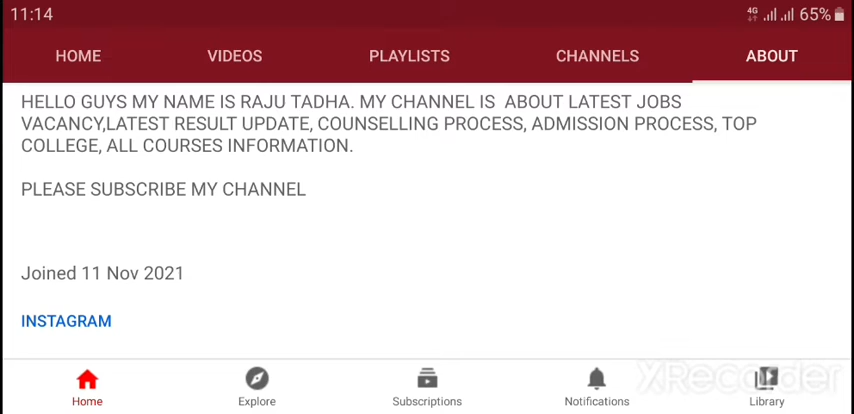 11:14 4G 65%
HOME VIDEOS PLAYLISTS CHANNELS ABOUT
HELLO GUYS MY NAME IS RAJU TADHA. MY CHANNEL IS  ABOUT LATEST JOBS
VACANCY,LATEST RESULT UPDATE, COUNSELLING PROCESS, ADMISSION PROCESS, TOP
COLLEGE, ALL COURSES INFORMATION.
PLEASE SUBSCRIBE MY CHANNEL
Joined 11 Nov 2021
INSTAGRAM
XRecorder
Home Explore Subscriptions Notifications Library